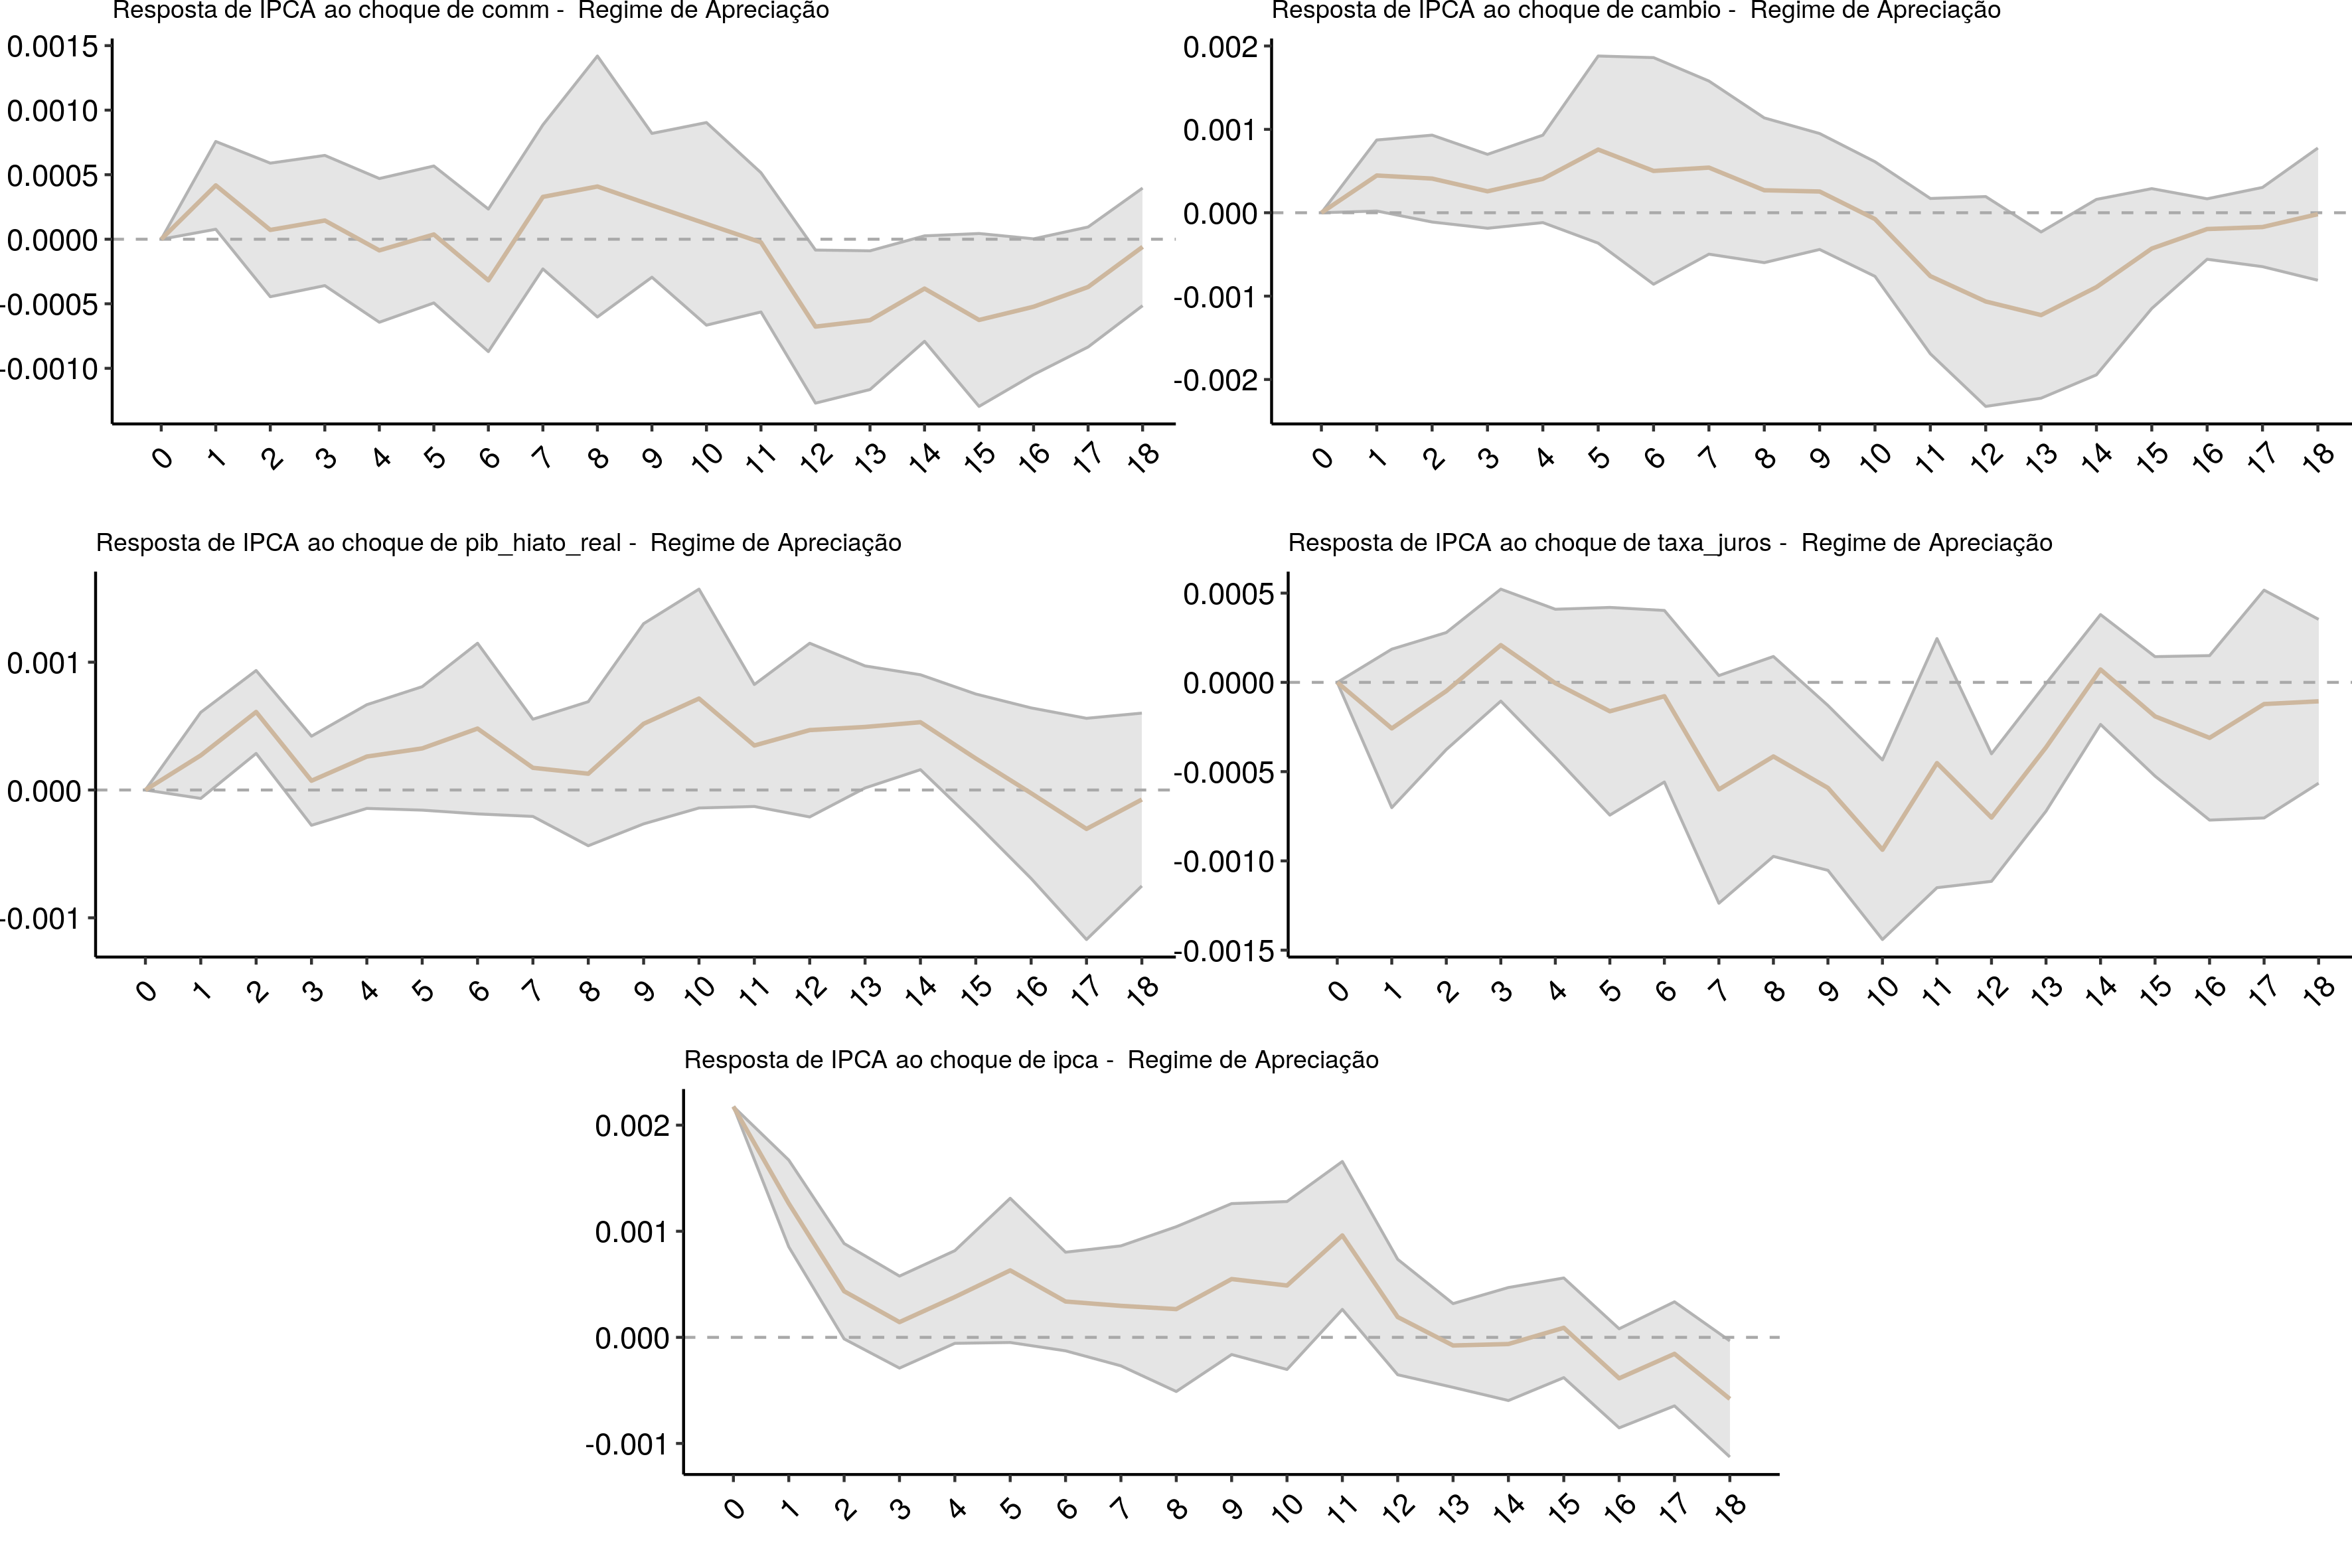 Resposta de IPCA ao choque de comm -  Regime de Apreciação
0.0015
0.0010
0.0005
0.0000
-0.0005
-0.0010
0 1 2 3 4 5 6 7 8 9 10 11 12 13 14 15 16 17 18
Resposta de IPCA ao choque de cambio -  Regime de Apreciação
0.002
0.001
0.000
-0.001
-0.002
0 1 2 3 4 5 6 7 8 9 10 11 12 13 14 15 16 17 18
Resposta de IPCA ao choque de pib_hiato_real -  Regime de Apreciação
0.001
0.000
-0.001
0 1 2 3 4 5 6 7 8 9 10 11 12 13 14 15 16 17 18
Resposta de IPCA ao choque de taxa_juros -  Regime de Apreciação
0.0005
0.0000
-0.0005
-0.0010
-0.0015
0 1 2 3 4 5 6 7 8 9 10 11 12 13 14 15 16 17 18
Resposta de IPCA ao choque de ipca -  Regime de Apreciação
0.002
0.001
0.000
-0.001
0 1 2 3 4 5 6 7 8 9 10 11 12 13 14 15 16 17 18